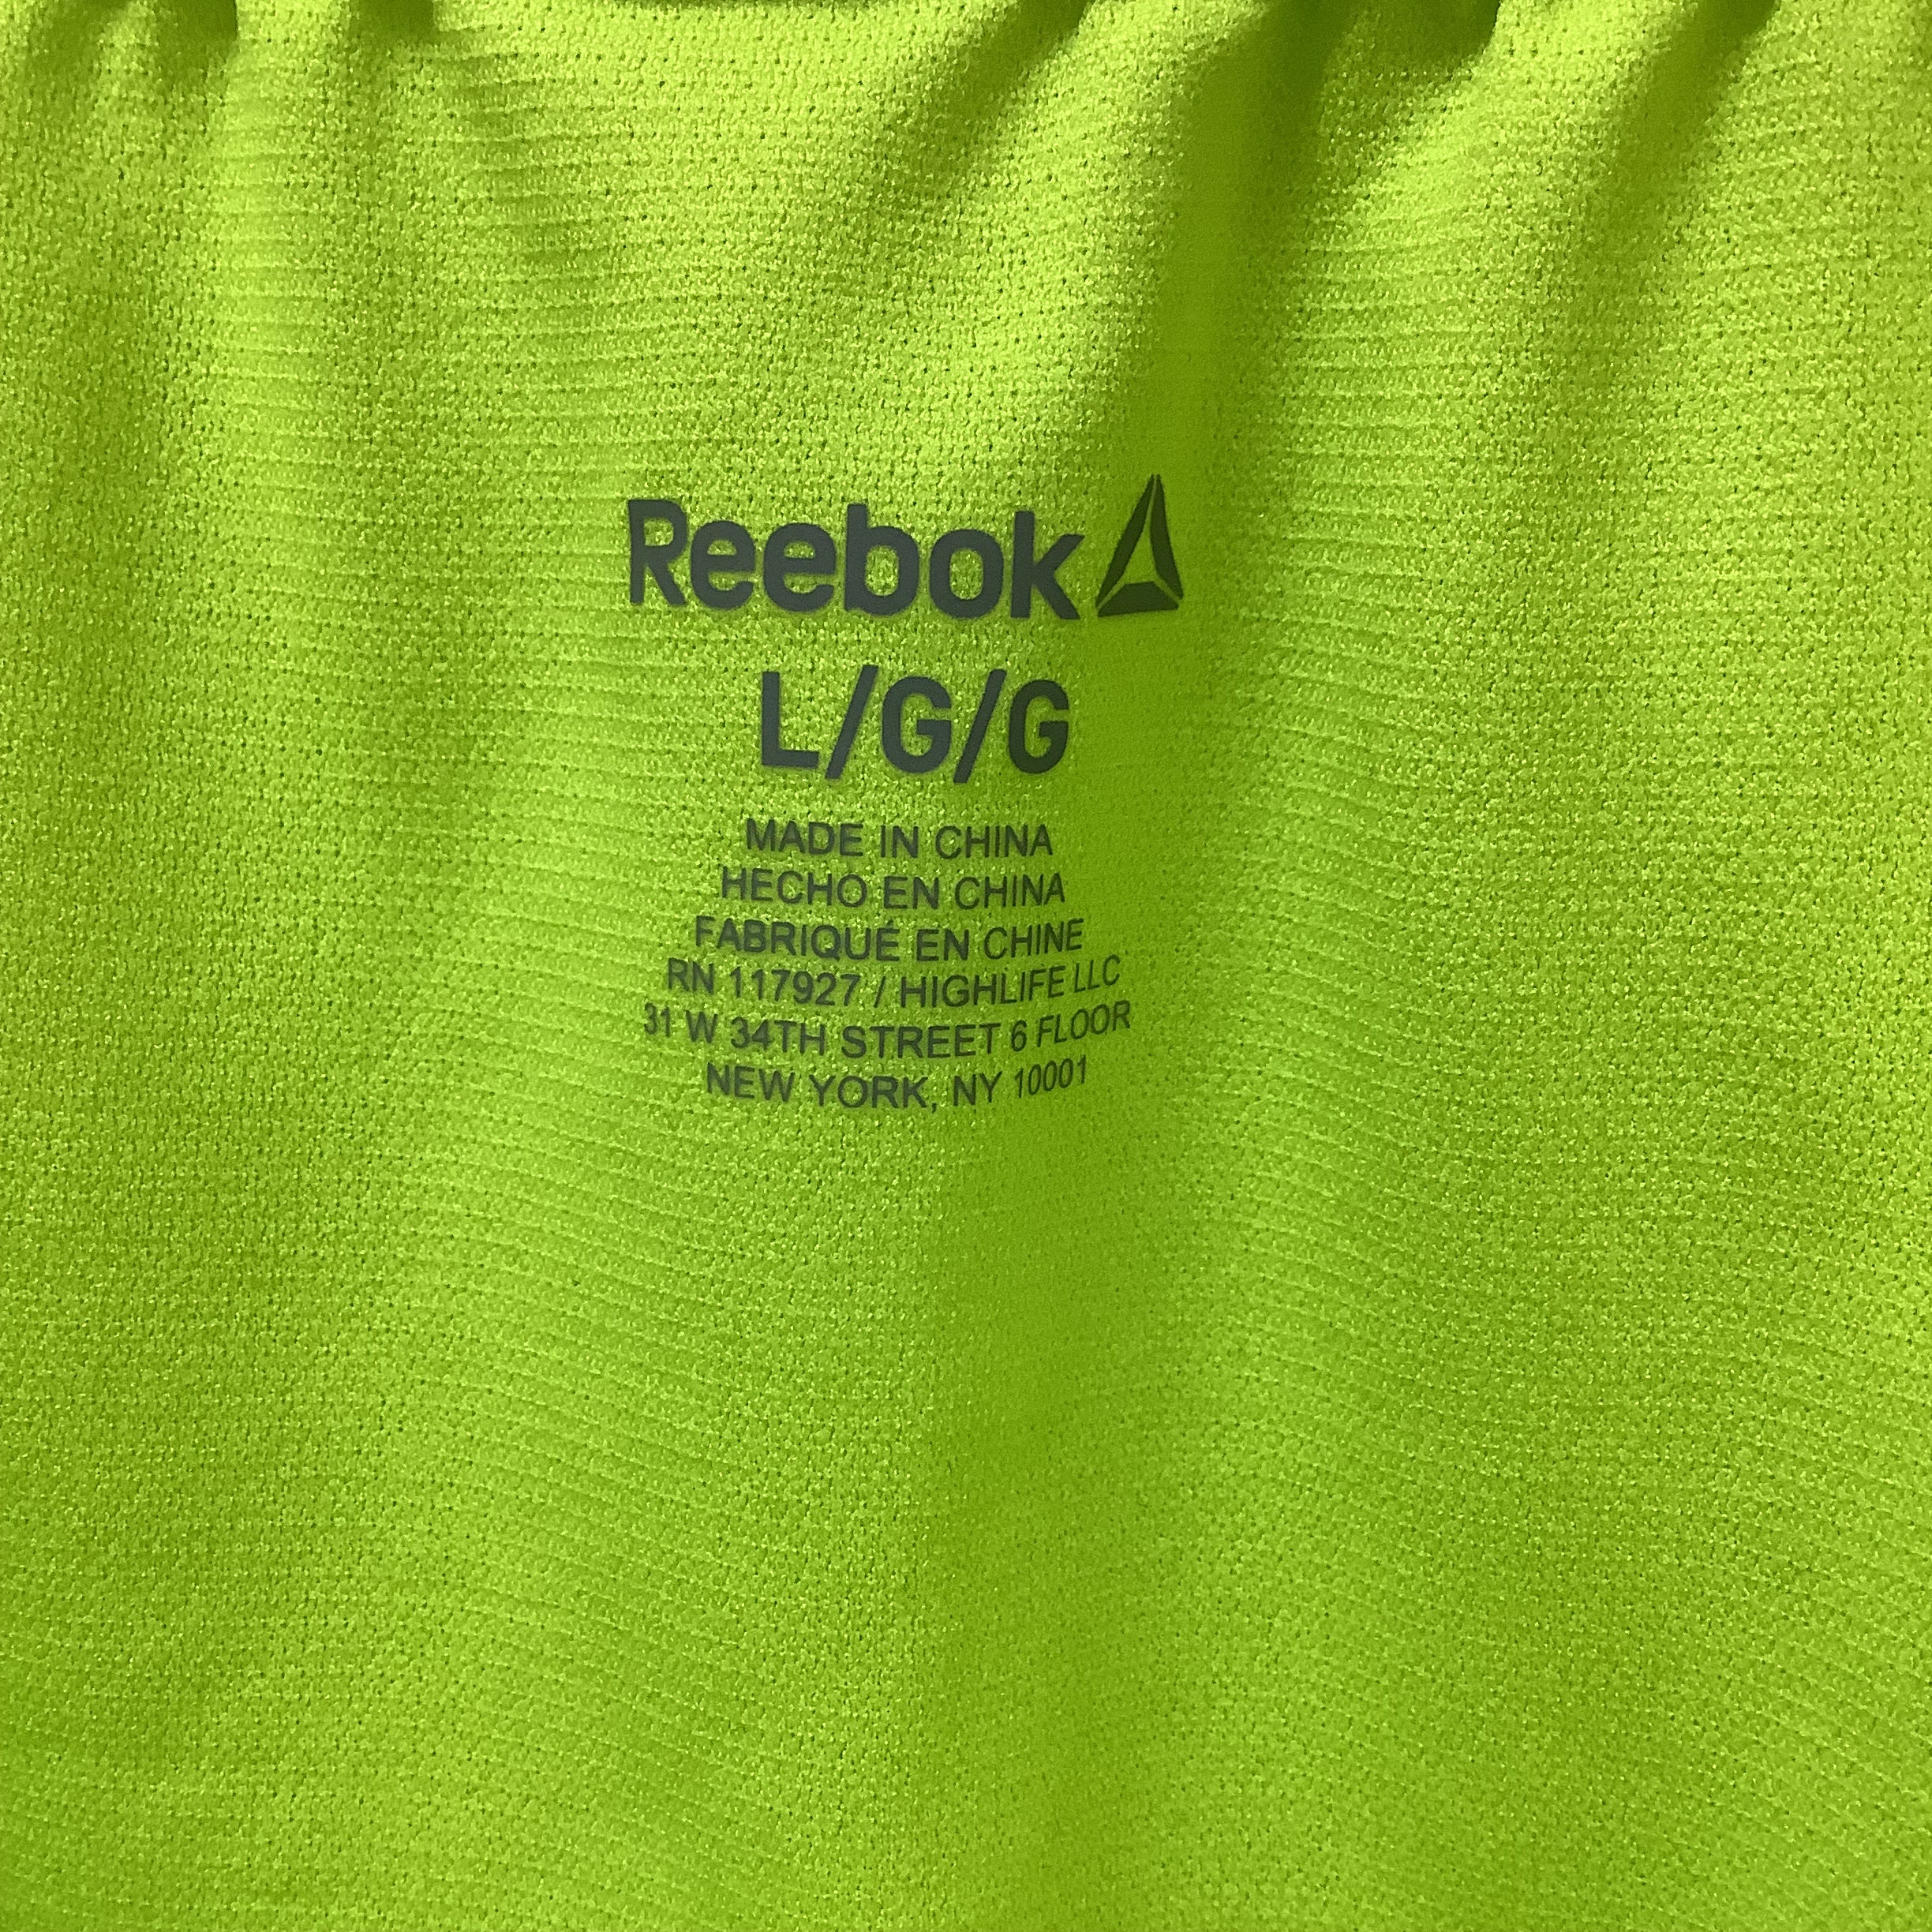 Reebok
L/G/G
MADE IN CHINA
HECHO EN CHINA
FABRIQUÉ EN CHINE
RN 117927 / HIGHLIFE LLC
31 W 34TH STREET 6 FLOOR
NEW YORK, NY 10001